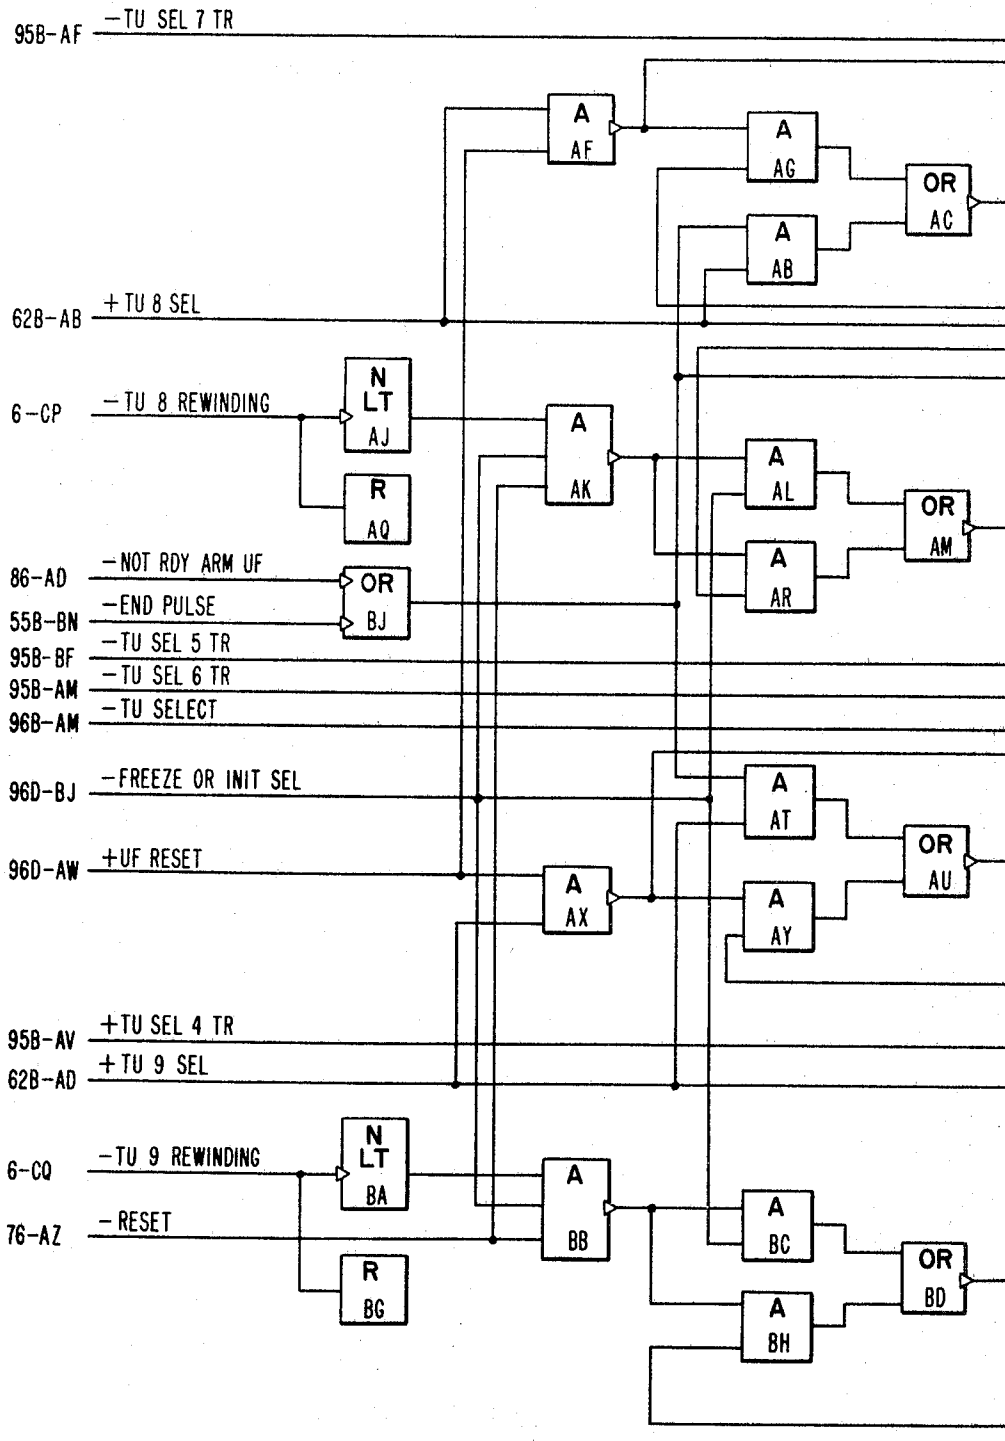 95B-AF -TU SEL 7 TR
A
AF
A
AG
OR
AC
A
AB
62B-AB +TU 8 SEL
6-CP -TU 8 REWINDING
N
LT
AJ
A
AK
A
AL
R
AQ
OR
AM
A
AR
86-AD -NOT RDY ARM UF
OR
BJ
55B-BN -END PULSE
95B-BF -TU SEL 5 TR
95B-AM -TU SEL 6 TR
96B-AM -TU SELECT
96D-BJ -FREEZE OR INIT SEL
A
AT
OR
AU
96D-AW +UF RESET
A
AX
A
AY
95B-AV +TU SEL 4 TR
62B-AD +TU 9 SEL
6-CQ -TU 9 REWINDING
N
LT
BA
A
BB
A
BC
76-AZ -RESET
R
BG
OR
BD
A
BH